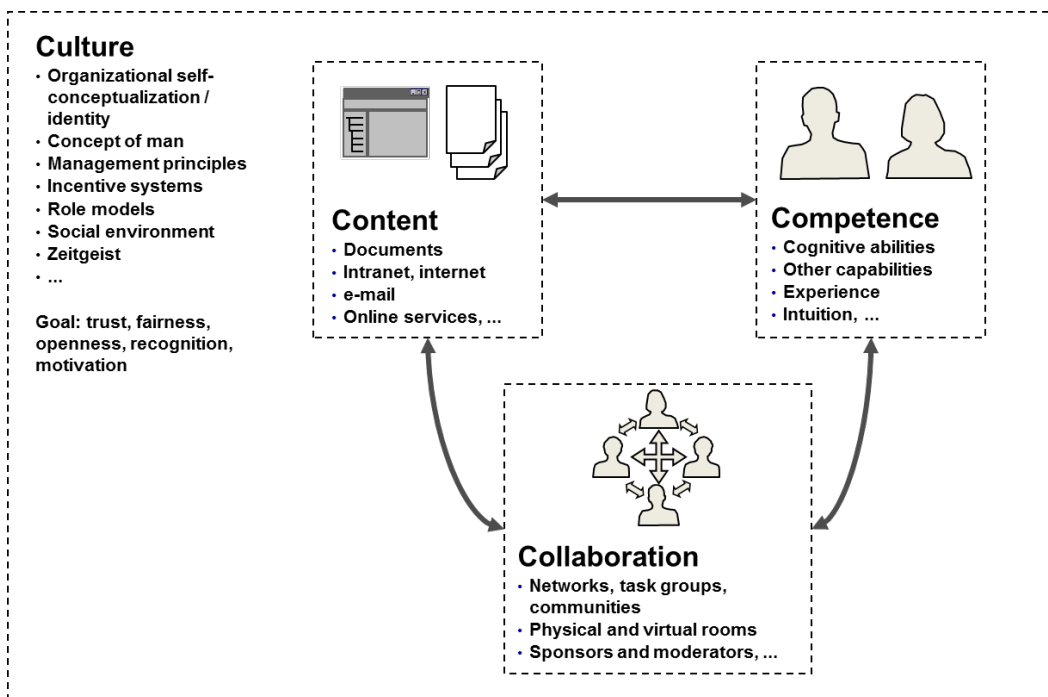 Culture
· Organizational self-
conceptualization /
identity
· Concept of man
· Management principles
· Incentive systems
· Role models
· Social environment
· Zeitgeist
· ...
Goal: trust, fairness,
openness, recognition,
motivation
Content
· Documents
· Intranet, internet
· e-mail
· Online services, ...
Competence
· Cognitive abilities
· Other capabilities
· Experience
· Intuition, ...
Collaboration
· Networks, task groups,
communities
· Physical and virtual rooms
· Sponsors and moderators, ...